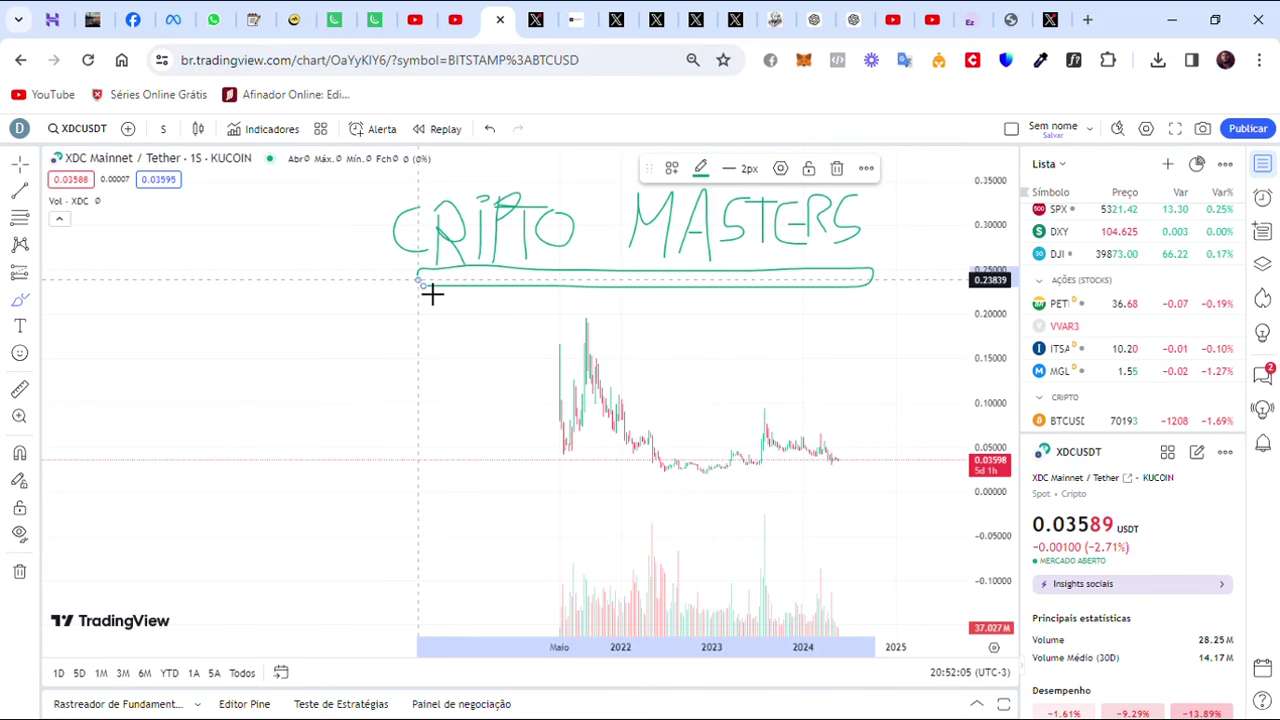 br.tradingview.com/chart/OaYyKIY6/?symbol=BITSTAMP%3ABTCUSD
YouTube Séries Online Grátis Afinador Online: Edi...
D XDCUSDT S Indicadores Alerta Replay Sem nome Salvar Publicar
XDC Mainnet / Tether · 1S · KUCOIN Abr∅ Máx.∅ Mín.∅ Fch∅ ∅ (∅%)
0.03588 0.00007 0.03595
Vol · XDC ∅
2px
CRIPTO MASTERS
0.35000
0.30000
0.25000
0.23839
0.20000
0.15000
0.10000
0.05000
0.03598
5d 1h
0.00000
-0.05000
-0.10000
37.027M
TradingView
Maio 2022 2023 2024 2025
1D 5D 1M 3M 6M YTD 1A 5A Todos 20:52:05 (UTC-3)
Rastreador de Fundament... Editor Pine Teste de Estratégias Painel de negociação
Lista
Símbolo Preço Var Var%
SPX 5321.42 13.30 0.25%
DXY 104.625 0.003 0.00%
DJI 39873.00 66.22 0.17%
AÇÕES (STOCKS)
PET D 36.68 -0.07 -0.19%
VVAR3
ITSA D 10.20 -0.01 -0.10%
MGL D 1.55 -0.02 -1.27%
CRIPTO
BTCUSD 70193 -1208 -1.69%
XDCUSDT
XDC Mainnet / Tether · KUCOIN
Spot · Cripto
0.03589 USDT
-0.00100 (-2.71%)
MERCADO ABERTO
Insights sociais
Principais estatísticas
Volume 28.25M
Volume Médio (30D) 14.17M
Desempenho
-1.61% -9.29% -13.89%
2